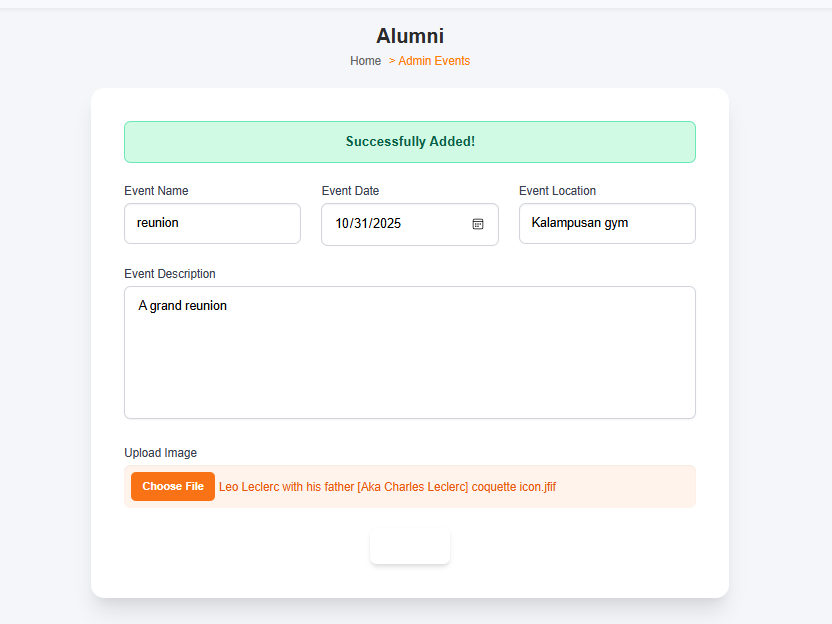 Alumni
Home > Admin Events
Successfully Added!
Event Name
Event Date
Event Location
reunion
10/31/2025
Kalampusan gym
Event Description
A grand reunion
Upload Image
Choose File Leo Leclerc with his father [Aka Charles Leclerc] coquette icon.jfif